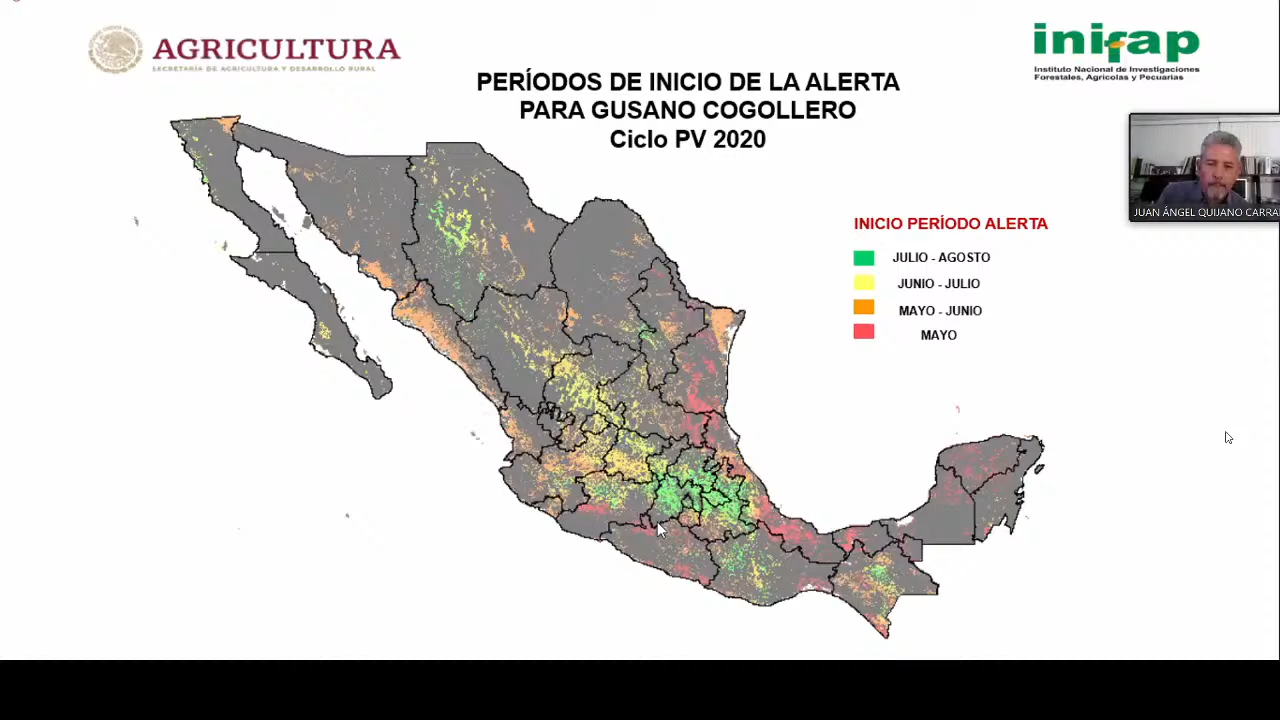 AGRICULTURA
SECRETARÍA DE AGRICULTURA Y DESARROLLO RURAL
inifap
Instituto Nacional de Investigaciones
Forestales, Agrícolas y Pecuarias
PERÍODOS DE INICIO DE LA ALERTA
PARA GUSANO COGOLLERO
Ciclo PV 2020
JUAN ÁNGEL QUIJANO CARRA
INICIO PERÍODO ALERTA
JULIO - AGOSTO
JUNIO - JULIO
MAYO - JUNIO
MAYO